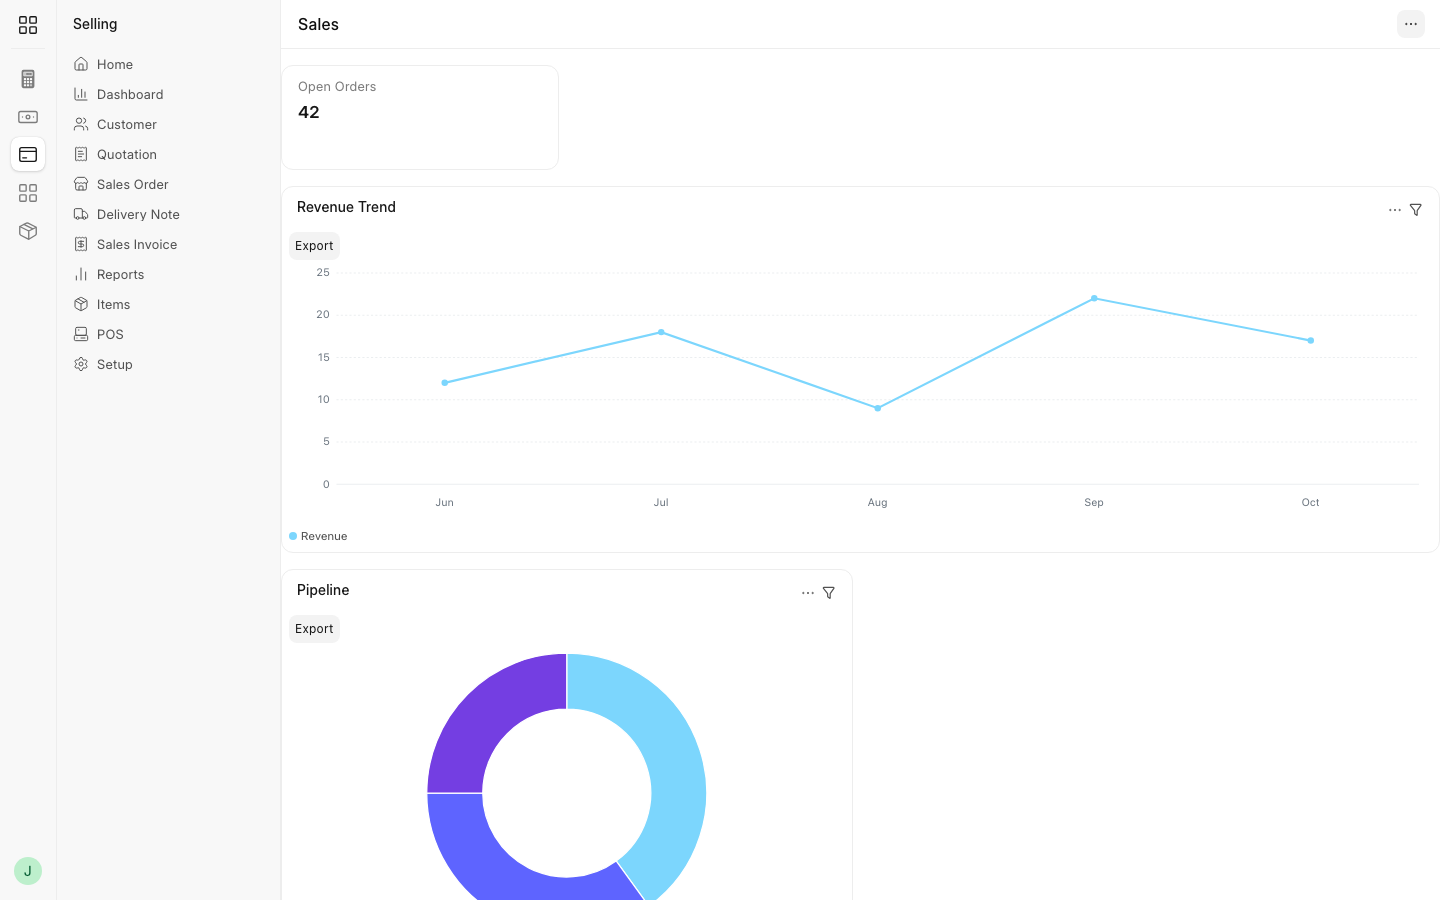 Selling
Home
Dashboard
Customer
Quotation
Sales Order
Delivery Note
Sales Invoice
Reports
Items
POS
Setup
J
Sales
Open Orders
42
Revenue Trend
Export
25
20
15
10
5
0
Jun Jul Aug Sep Oct
Revenue
Pipeline
Export